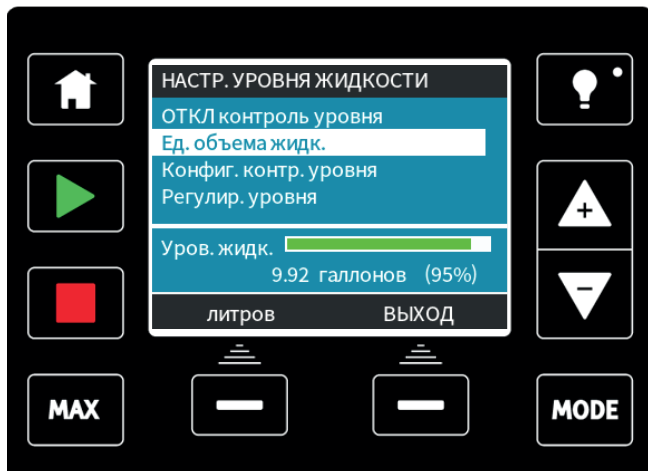 НАСТР. УРОВНЯ ЖИДКОСТИ
ОТКЛ контроль уровня
Ед. объема жидк.
Конфиг. контр. уровня
Регулир. уровня
Уров. жидк.
9.92 галлонов (95%)
литров ВЫХОД
MAX
MODE